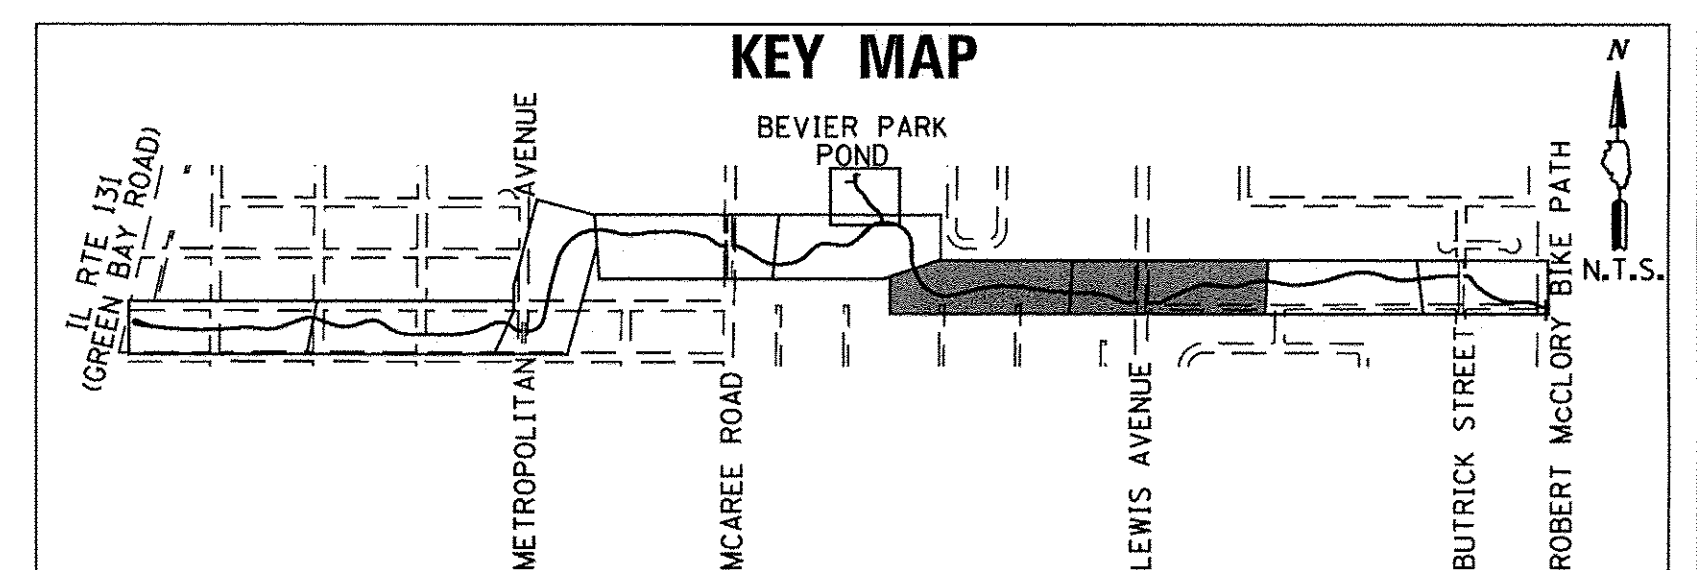 KEY MAP
N
BEVIER PARK
POND
IL RTE 131
(GREEN BAY ROAD)
METROPOLITAN AVENUE
MCAREE ROAD
LEWIS AVENUE
BUTRICK STREET
ROBERT McCLORY BIKE PATH
N.T.S.